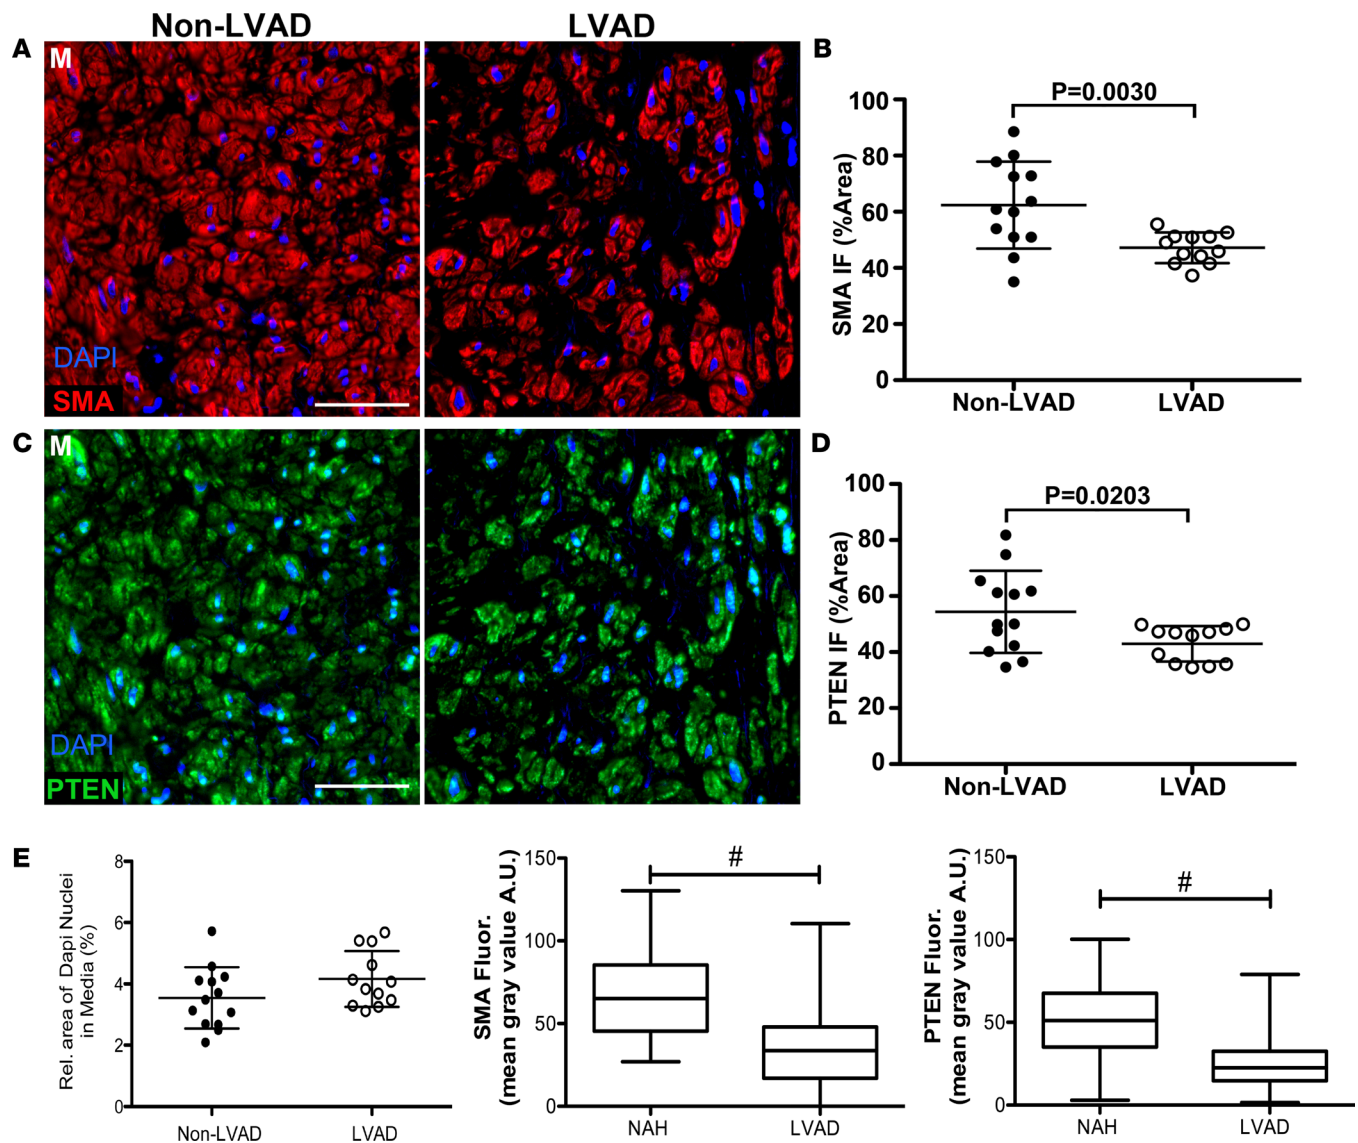 Non-LVAD LVAD
A M
DAPI
SMA
B
P=0.0030
SMA IF (%Area)
100
80
60
40
20
0
Non-LVAD LVAD
C M
DAPI
PTEN
D
P=0.0203
PTEN IF (%Area)
100
80
60
40
20
0
Non-LVAD LVAD
E
Rel. area of Dapi Nuclei
in Media (%)
8
6
4
2
0
Non-LVAD LVAD
SMA Fluor.
(mean gray value A.U.)
150
100
50
0
#
NAH LVAD
PTEN Fluor.
(mean gray value A.U.)
150
100
50
0
#
NAH LVAD